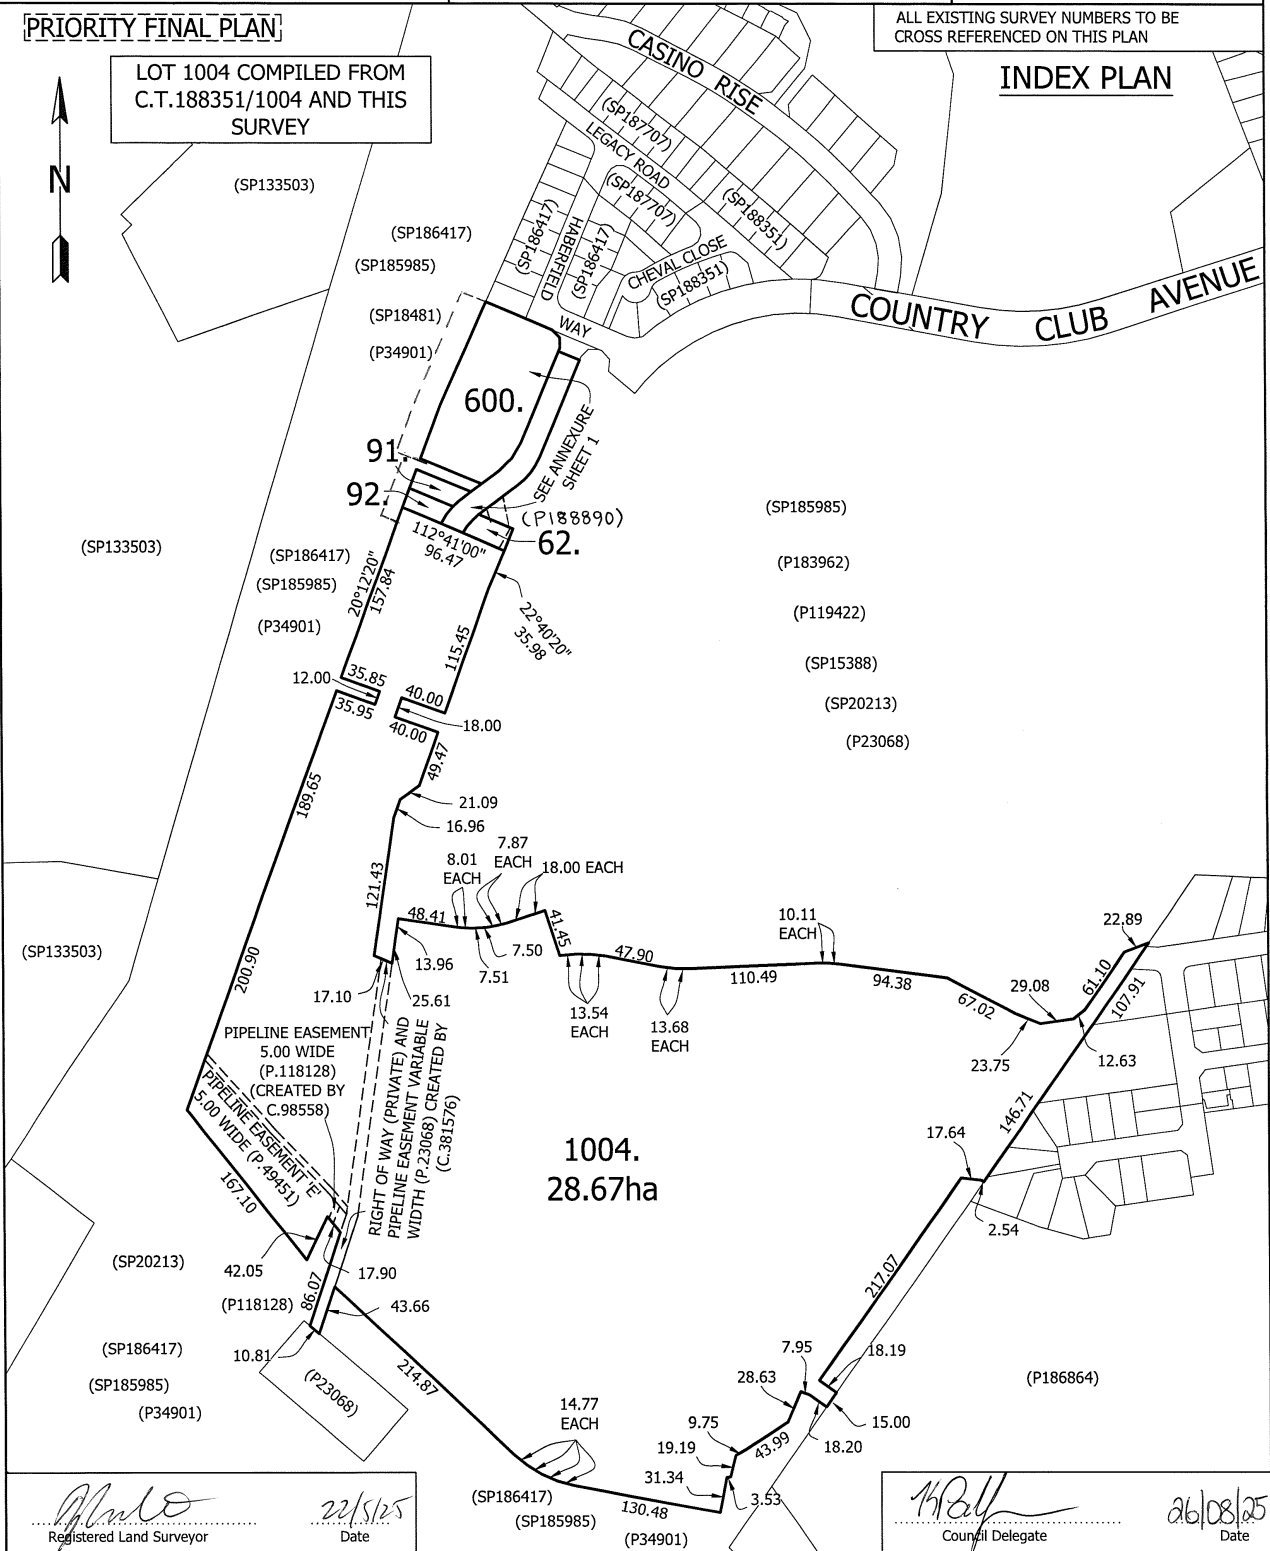 PRIORITY FINAL PLAN
ALL EXISTING SURVEY NUMBERS TO BE
CROSS REFERENCED ON THIS PLAN
INDEX PLAN
LOT 1004 COMPILED FROM
C.T.188351/1004 AND THIS
SURVEY
N
CASINO RISE
(SP187707)
LEGACY ROAD
(SP187707)
(SP188351)
(SP133503)
(SP186417)
HABERFIELD
(SP186417)
CHEVAL CLOSE
(SP188351)
WAY
COUNTRY CLUB AVENUE
(SP186417)
(SP185985)
(SP18481)
(P34901)
600.
91.
92.
SEE ANNEXURE
SHEET 1
(P188890)
62.
112°41'00"
96.47
(SP185985)
(P183962)
(P119422)
(SP15388)
(SP20213)
(P23068)
(SP133503)
(SP186417)
(SP185985)
(P34901)
20°12'20"
157.84
22°40'20"
35.98
115.45
12.00
35.85
35.95
40.00
18.00
40.00
49.47
189.65
21.09
16.96
121.43
7.87
EACH
8.01
EACH
18.00 EACH
48.41
41.45
7.50
7.51
13.96
25.61
17.10
47.90
13.54
EACH
13.68
EACH
10.11
EACH
110.49
94.38
67.02
29.08
23.75
22.89
61.10
107.91
12.63
146.71
(SP133503)
200.90
PIPELINE EASEMENT
5.00 WIDE
(P.118128)
(CREATED BY
C.98558)
PIPELINE EASEMENT 'E'
5.00 WIDE (P.49451)
RIGHT OF WAY (PRIVATE) AND
PIPELINE EASEMENT VARIABLE
WIDTH (P.23068) CREATED BY
(C.381576)
1004.
28.67ha
17.64
2.54
167.10
42.05
17.90
86.07
43.66
10.81
(SP20213)
(P118128)
(SP186417)
(SP185985)
(P34901)
(P23068)
214.87
217.07
7.95
18.19
28.63
15.00
18.20
43.99
9.75
19.19
31.34
3.53
14.77
EACH
130.48
(P186864)
(SP186417)
(SP185985)
(P34901)
22/5/25
Registered Land Surveyor
Date
26/08/25
Council Delegate
Date